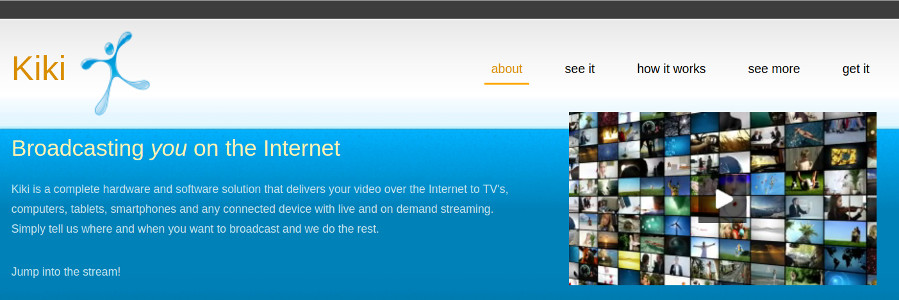 Kiki
about see it how it works see more get it
Broadcasting you on the Internet
Kiki is a complete hardware and software solution that delivers your video over the Internet to TV's,
computers, tablets, smartphones and any connected device with live and on demand streaming.
Simply tell us where and when you want to broadcast and we do the rest.
Jump into the stream!